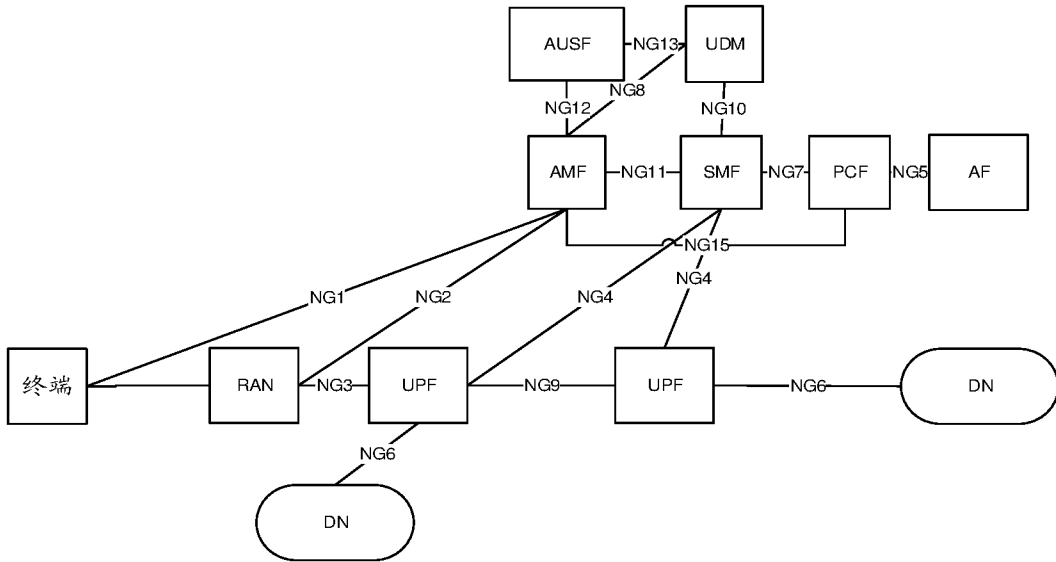 AUSF NG13 UDM
NG12 NG8 NG10
AMF NG11 SMF NG7 PCF NG5 AF
NG15
NG4
NG1 NG2 NG4
终端 RAN NG3 UPF NG9 UPF NG6 DN
NG6
DN